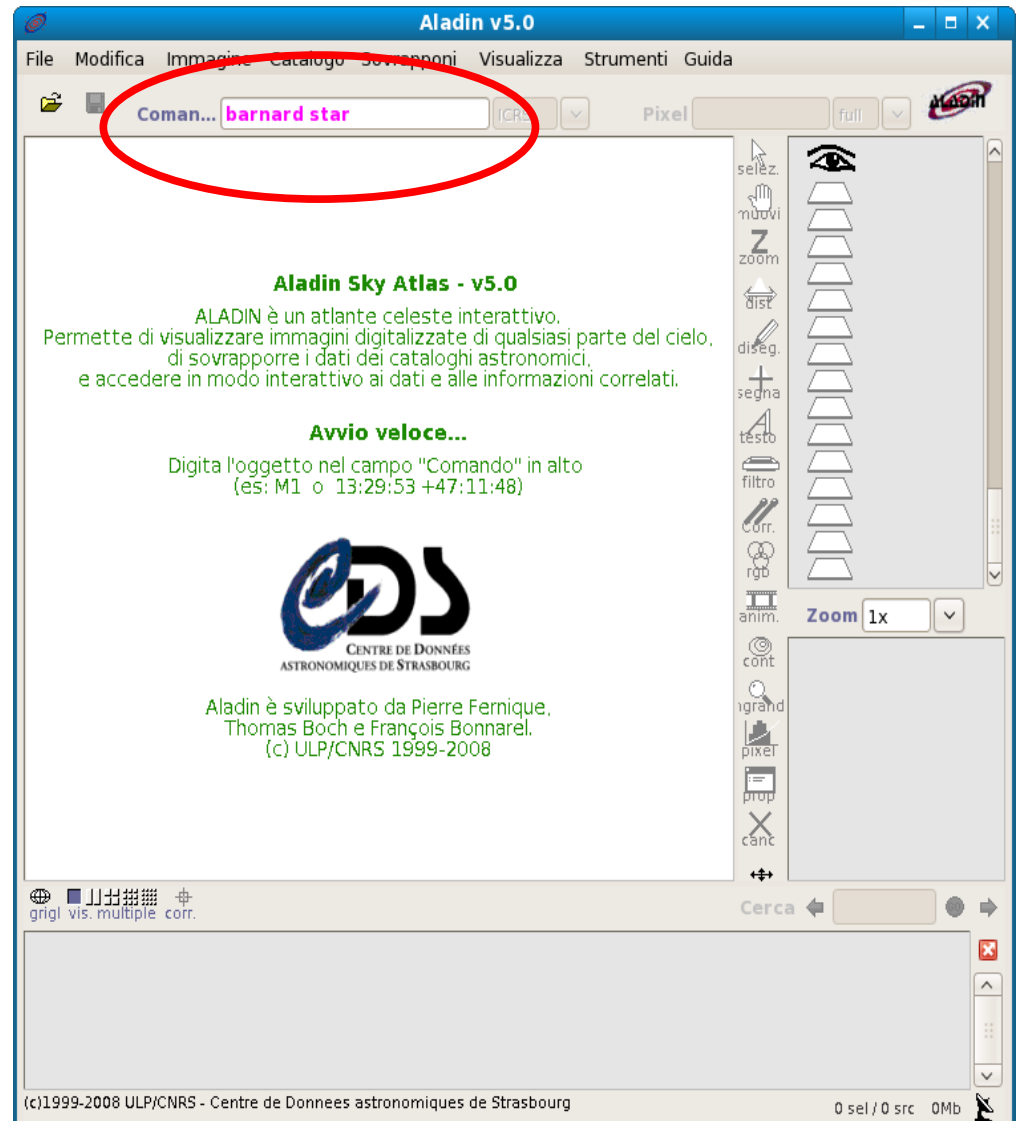 Aladin v5.0
File Modifica Immagine Catalogo Sovrapponi Visualizza Strumenti Guida
Coman... barnard star ICRS Pixel full Aladin
selez.
muovi
Z
zoom
dist
diseg.
segna
testo
filtro
corr.
rgb
anim.
cont
ngrand
pixel
prop
canc
Aladin Sky Atlas - v5.0
ALADIN è un atlante celeste interattivo.
Permette di visualizzare immagini digitalizzate di qualsiasi parte del cielo,
di sovrapporre i dati dei cataloghi astronomici,
e accedere in modo interattivo ai dati e alle informazioni correlati.
Avvio veloce...
Digita l'oggetto nel campo "Comando" in alto
(es: M1 o 13:29:53 +47:11:48)
CDS
CENTRE DE DONNÉES
ASTRONOMIQUES DE STRASBOURG
Aladin è sviluppato da Pierre Fernique,
Thomas Boch e François Bonnarel.
(c) ULP/CNRS 1999-2008
Zoom 1x
grigl vis. multiple corr.
Cerca
(c)1999-2008 ULP/CNRS - Centre de Donnees astronomiques de Strasbourg
0 sel / 0 src 0Mb